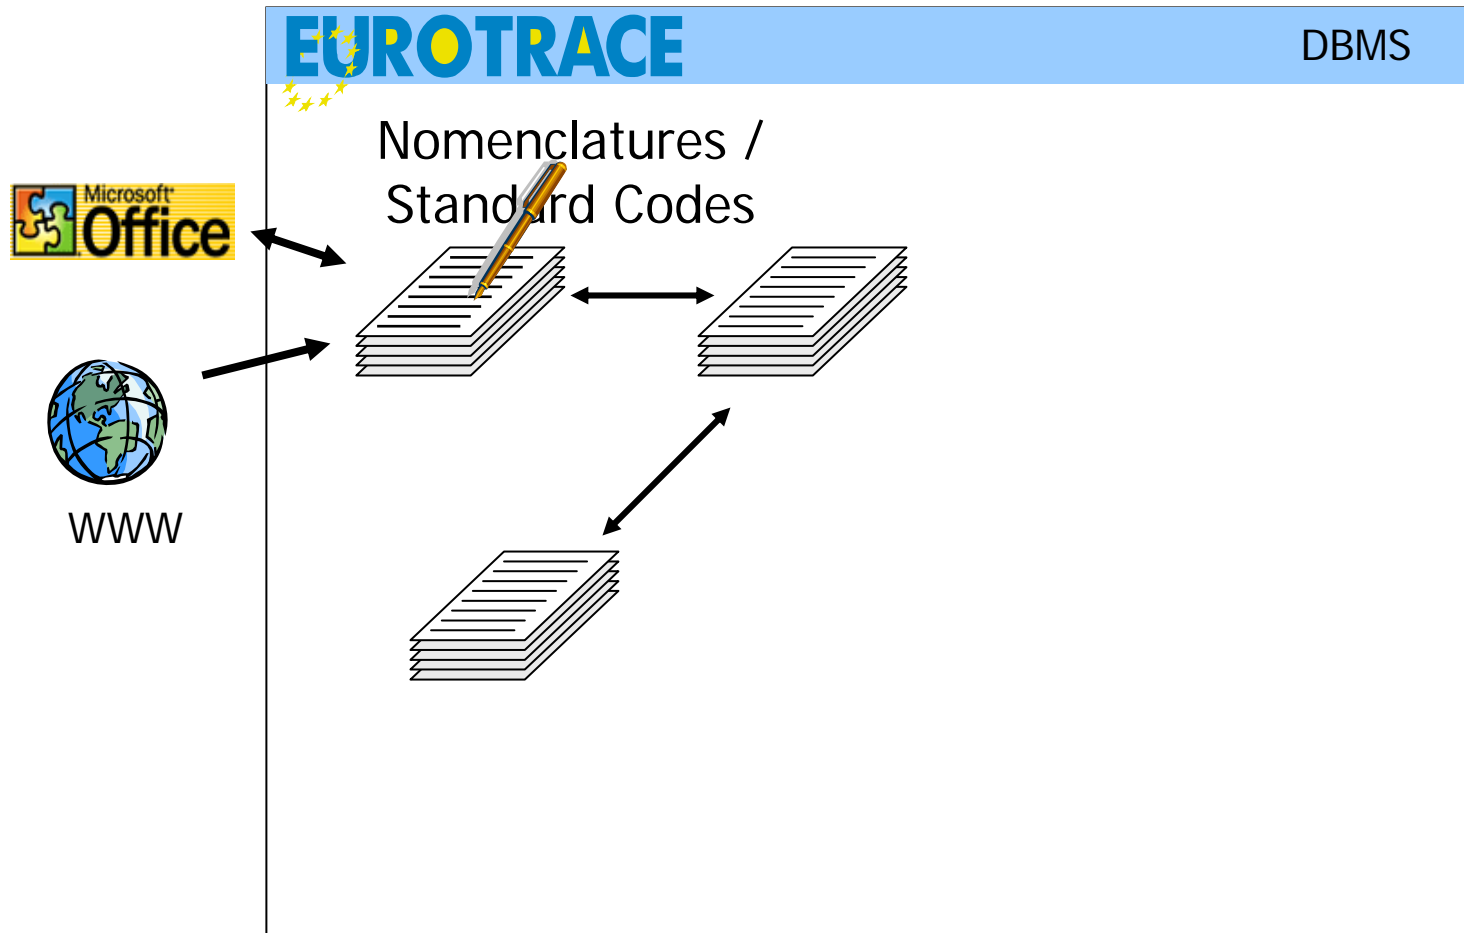 EUROTRACE
DBMS
Nomenclatures /
Standard Codes
Microsoft
Office
WWW